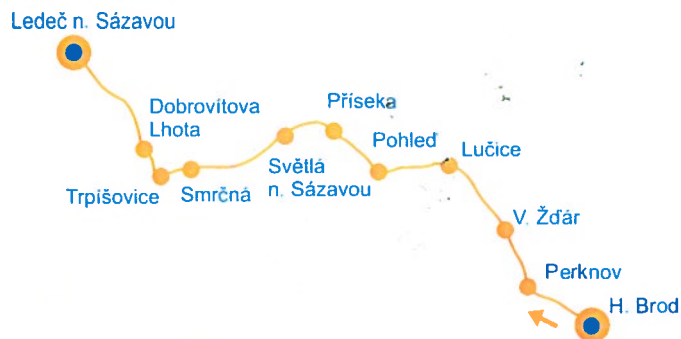 Ledeč n. Sázavou
Dobrovítova
Lhota
Příseka
Pohleď
Lučice
Trpišovice
Smrčná
Světlá
n. Sázavou
V. Žďár
Perknov
H. Brod